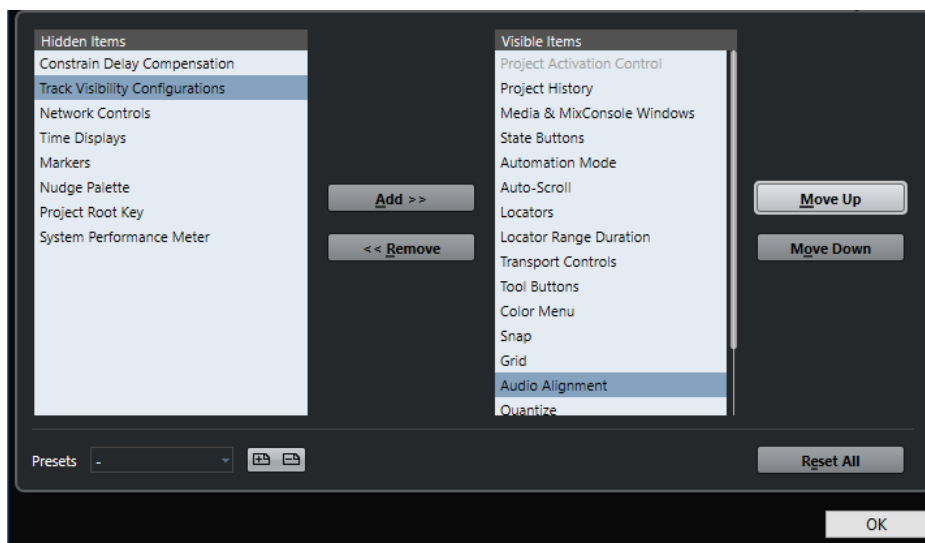 Hidden Items
Constrain Delay Compensation
Track Visibility Configurations
Network Controls
Time Displays
Markers
Nudge Palette
Project Root Key
System Performance Meter
Add >>
<< Remove
Visible Items
Project Activation Control
Project History
Media & MixConsole Windows
State Buttons
Automation Mode
Auto-Scroll
Locators
Locator Range Duration
Transport Controls
Tool Buttons
Color Menu
Snap
Grid
Audio Alignment
Quantize
Move Up
Move Down
Presets -
Reset All
OK